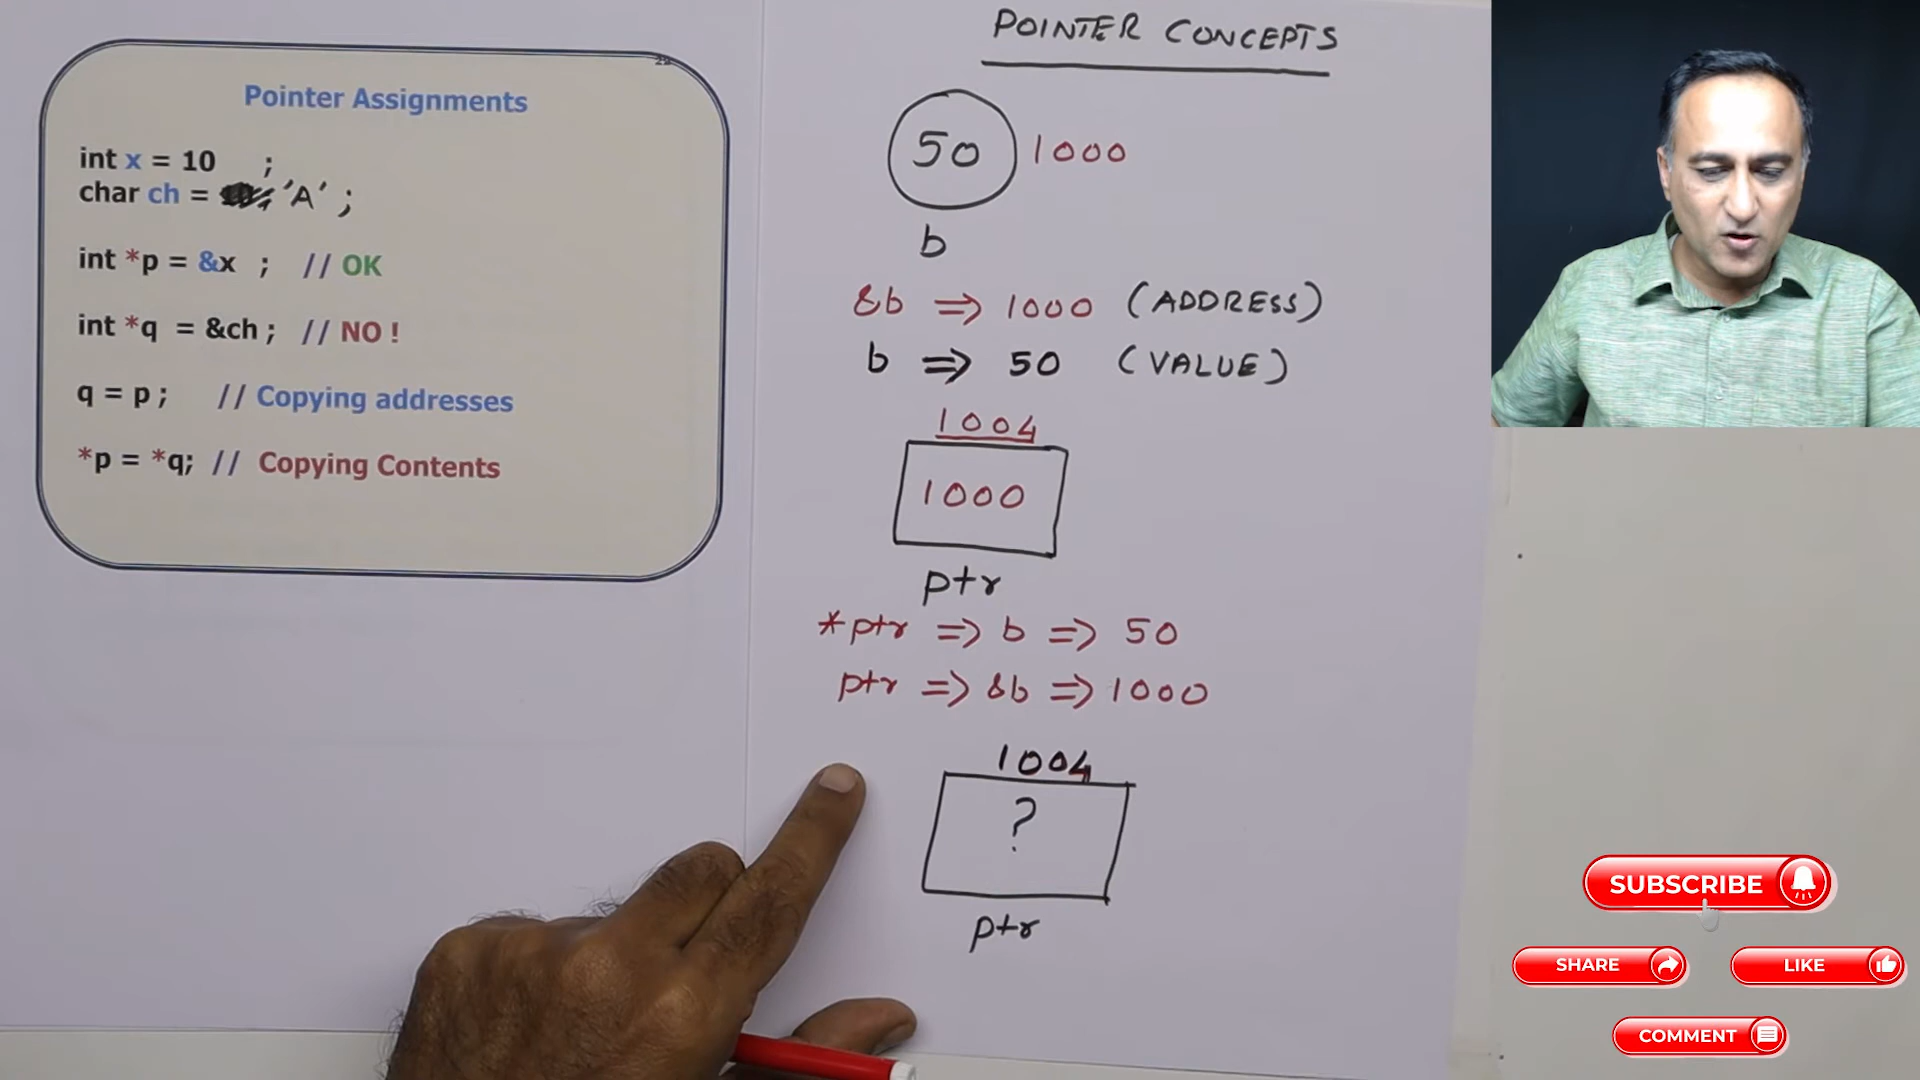 22
Pointer Assignments
int x = 10 ;
char ch = 'A' ;
int *p = &x ; // OK
int *q = &ch ; // NO !
q = p ; // Copying addresses
*p = *q; // Copying Contents
POINTER CONCEPTS
50 1000
b
&b => 1000 (ADDRESS)
b => 50 (VALUE)
1004
1000
ptr
*ptr => b => 50
ptr => &b => 1000
1004
?
ptr
SUBSCRIBE
SHARE
LIKE
COMMENT